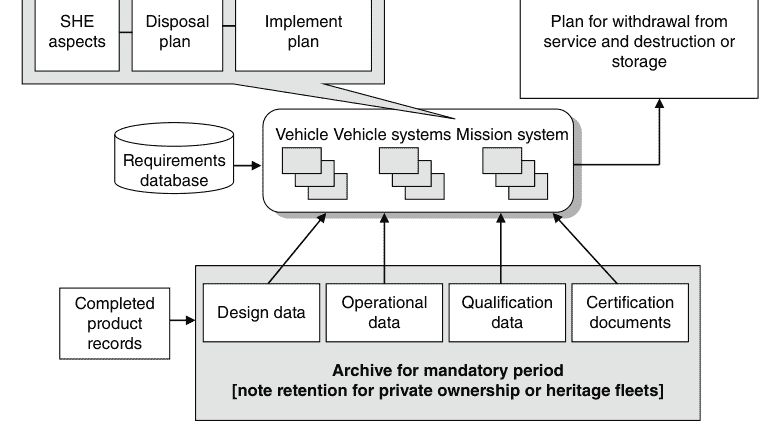 SHE
aspects
Disposal
plan
Implement
plan
Plan for withdrawal from
service and destruction or
storage
Vehicle Vehicle systems Mission system
Requirements
database
Completed
product
records
Design data
Operational
data
Qualification
data
Certification
documents
Archive for mandatory period
[note retention for private ownership or heritage fleets]